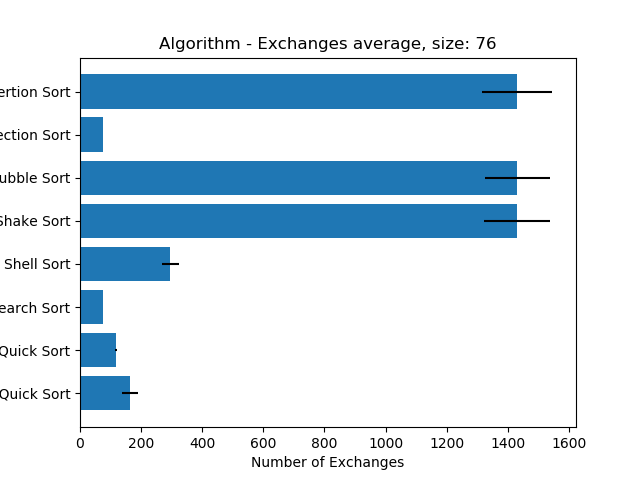 Algorithm - Exchanges average, size: 76
ertion Sort
ection Sort
ubble Sort
Shake Sort
Shell Sort
earch Sort
Quick Sort
Quick Sort
0 200 400 600 800 1000 1200 1400 1600
Number of Exchanges